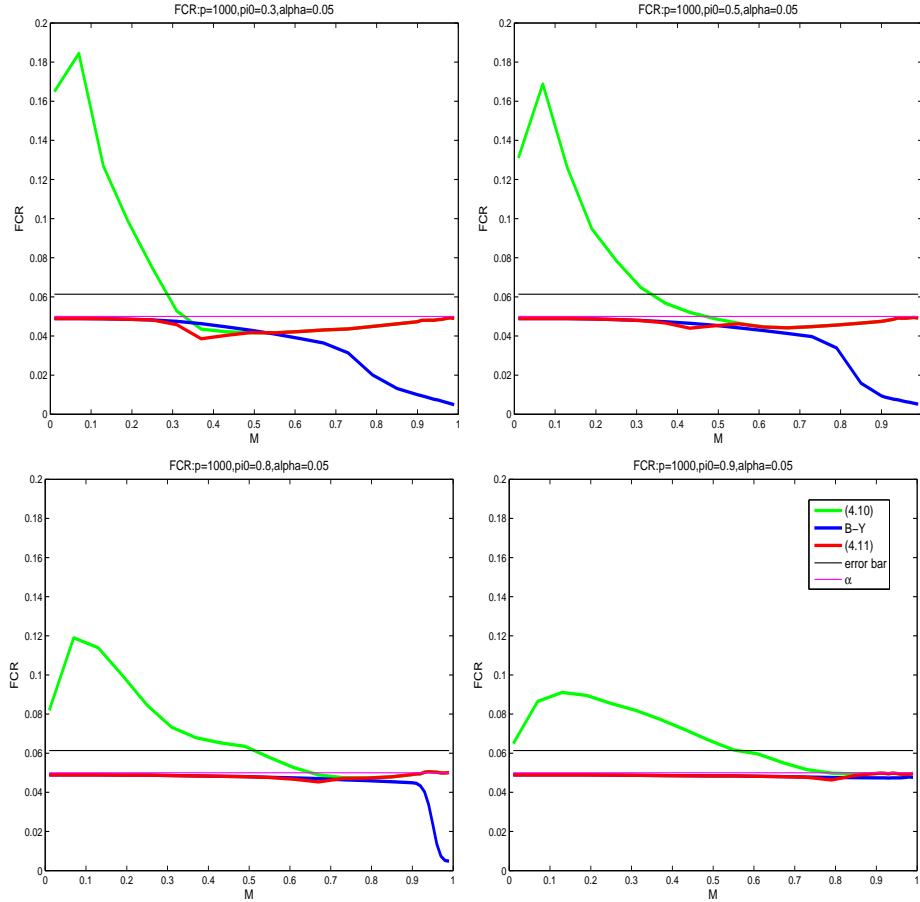 FCR:p=1000,pi0=0.3,alpha=0.05
0.2
0.18
0.16
0.14
0.12
0.1
0.08
0.06
0.04
0.02
0
FCR
0 0.1 0.2 0.3 0.4 0.5 0.6 0.7 0.8 0.9 1
M
FCR:p=1000,pi0=0.5,alpha=0.05
0.2
0.18
0.16
0.14
0.12
0.1
0.08
0.06
0.04
0.02
0
FCR
0 0.1 0.2 0.3 0.4 0.5 0.6 0.7 0.8 0.9
M
FCR:p=1000,pi0=0.8,alpha=0.05
0.2
0.18
0.16
0.14
0.12
0.1
0.08
0.06
0.04
0.02
0
FCR
0 0.1 0.2 0.3 0.4 0.5 0.6 0.7 0.8 0.9 1
M
FCR:p=1000,pi0=0.9,alpha=0.05
0.2
0.18
0.16
0.14
0.12
0.1
0.08
0.06
0.04
0.02
0
FCR
0 0.1 0.2 0.3 0.4 0.5 0.6 0.7 0.8 0.9 1
M
(4.10)
B−Y
(4.11)
error bar
α